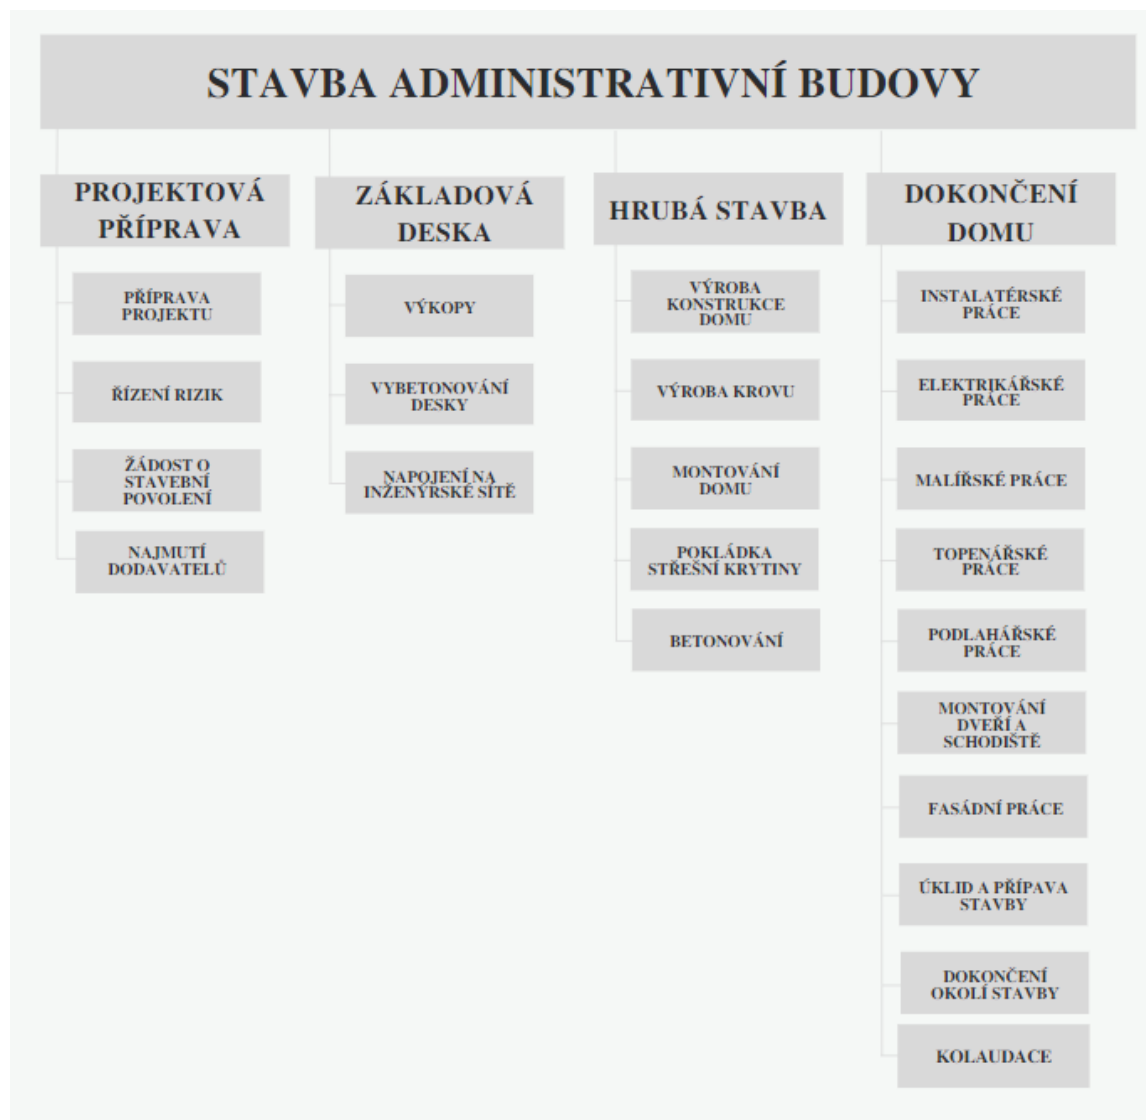 STAVBA ADMINISTRATIVNÍ BUDOVY
PROJEKTOVÁ
PŘÍPRAVA
PŘÍPRAVA
PROJEKTU
ŘÍZENÍ RIZIK
ŽÁDOST O
STAVEBNÍ
POVOLENÍ
NAJMUTÍ
DODAVATELŮ
ZÁKLADOVÁ
DESKA
VÝKOPY
VYBETONOVÁNÍ
DESKY
NAPOJENÍ NA
INŽENÝRSKÉ SÍTĚ
HRUBÁ STAVBA
VÝROBA
KONSTRUKCE
DOMU
VÝROBA KROVU
MONTOVÁNÍ
DOMU
POKLÁDKA
STŘEŠNÍ KRYTINY
BETONOVÁNÍ
DOKONČENÍ
DOMU
INSTALATÉRSKÉ
PRÁCE
ELEKTRIKÁŘSKÉ
PRÁCE
MALÍŘSKÉ PRÁCE
TOPENÁŘSKÉ
PRÁCE
PODLAHÁŘSKÉ
PRÁCE
MONTOVÁNÍ
DVEŘÍ A
SCHODIŠTĚ
FASÁDNÍ PRÁCE
ÚKLID A PŘÍPAVA
STAVBY
DOKONČENÍ
OKOLÍ STAVBY
KOLAUDACE